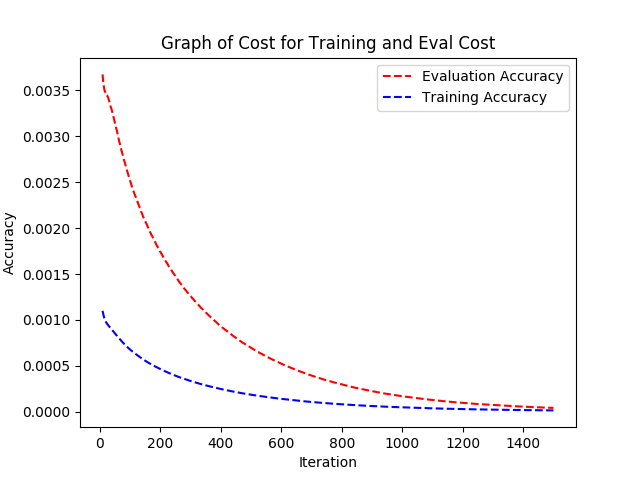 Graph of Cost for Training and Eval Cost
Evaluation Accuracy
Training Accuracy
Accuracy
0.0035
0.0030
0.0025
0.0020
0.0015
0.0010
0.0005
0.0000
0 200 400 600 800 1000 1200 1400
Iteration